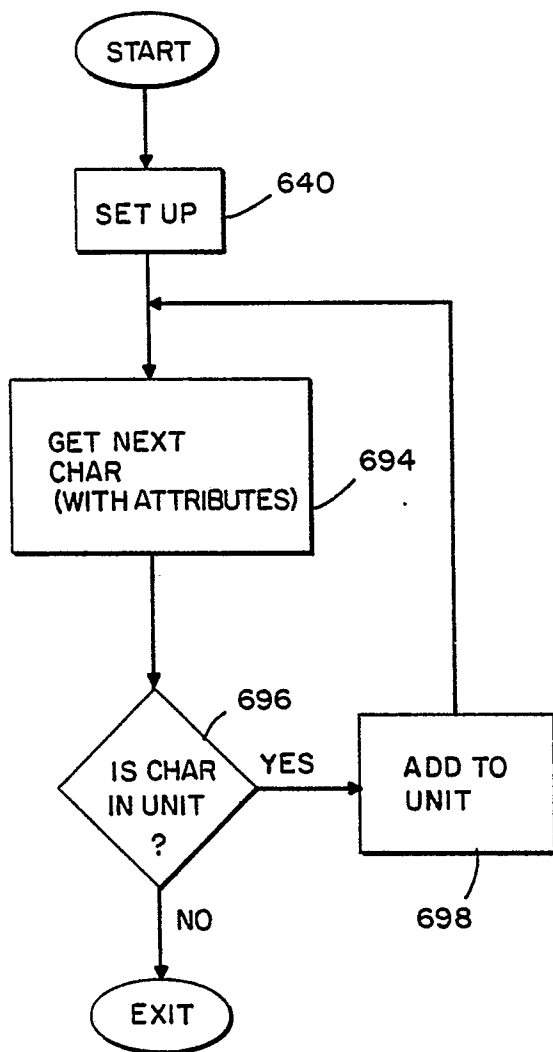 START
SET UP
640
GET NEXT
CHAR
(WITH ATTRIBUTES)
694
696
IS CHAR
IN UNIT
?
YES
ADD TO
UNIT
698
NO
EXIT